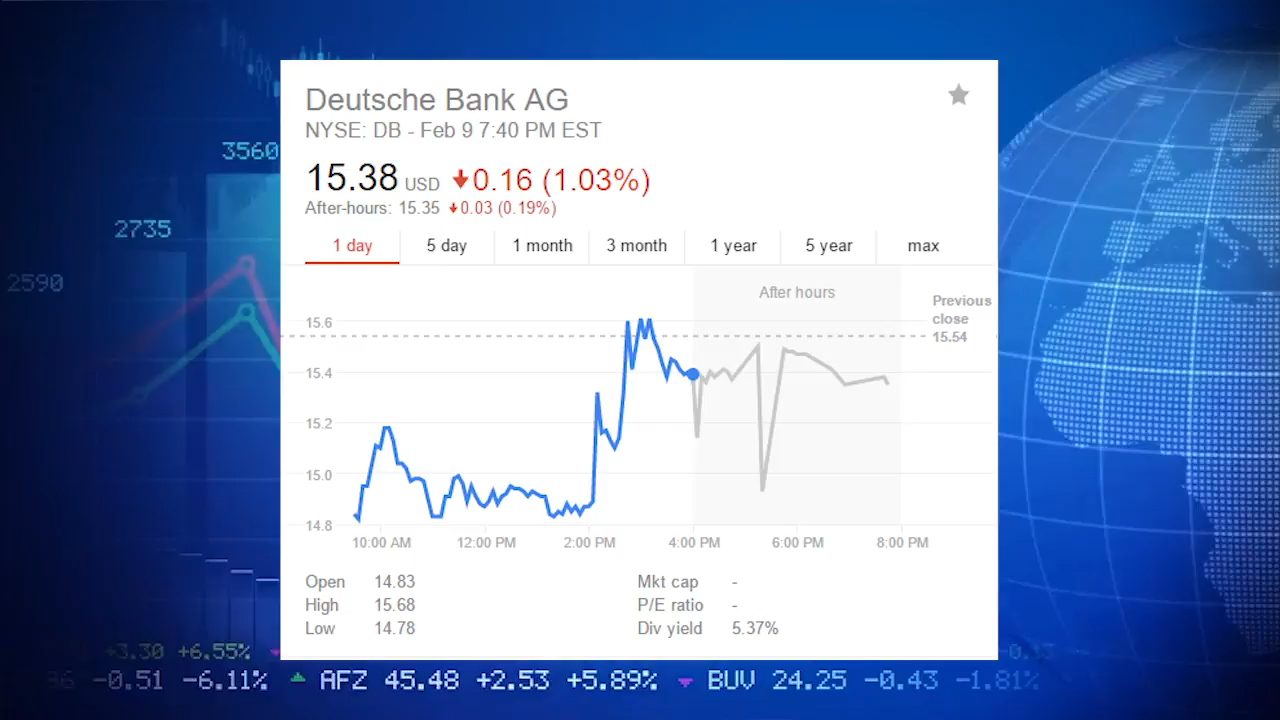 Deutsche Bank AG
NYSE: DB - Feb 9 7:40 PM EST
15.38 USD 0.16 (1.03%)
After-hours: 15.35 0.03 (0.19%)
1 day 5 day 1 month 3 month 1 year 5 year max
After hours
Previous
close
15.54
15.6
15.4
15.2
15.0
14.8
10:00 AM 12:00 PM 2:00 PM 4:00 PM 6:00 PM 8:00 PM
Open 14.83 Mkt cap -
High 15.68 P/E ratio -
Low 14.78 Div yield 5.37%
3560
2735
2590
+3.30 +6.55%
-0.51 -6.11% AFZ 45.48 +2.53 +5.89% BUV 24.25 -0.43 -1.81%